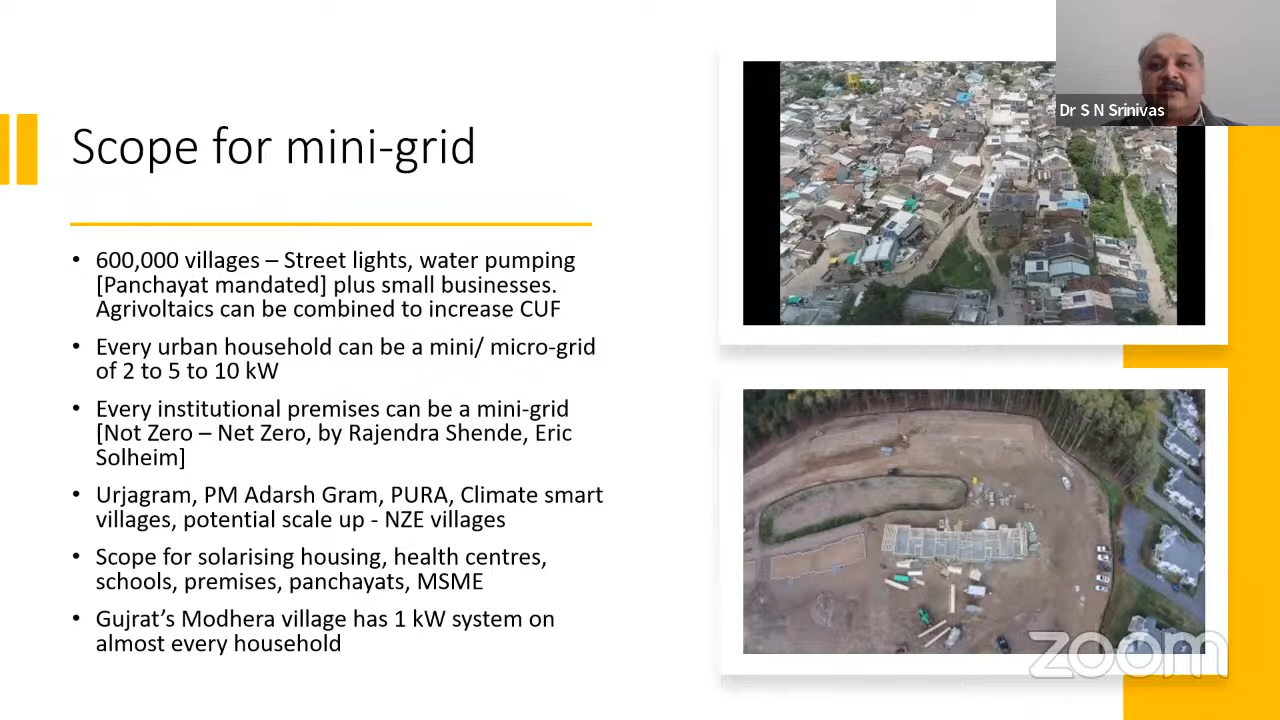 Dr S N Srinivas
Scope for mini-grid
• 600,000 villages – Street lights, water pumping
[Panchayat mandated] plus small businesses.
Agrivoltaics can be combined to increase CUF
• Every urban household can be a mini/ micro-grid
of 2 to 5 to 10 kW
• Every institutional premises can be a mini-grid
[Not Zero – Net Zero, by Rajendra Shende, Eric
Solheim]
• Urjagram, PM Adarsh Gram, PURA, Climate smart
villages, potential scale up - NZE villages
• Scope for solarising housing, health centres,
schools, premises, panchayats, MSME
• Gujrat’s Modhera village has 1 kW system on
almost every household
zoom